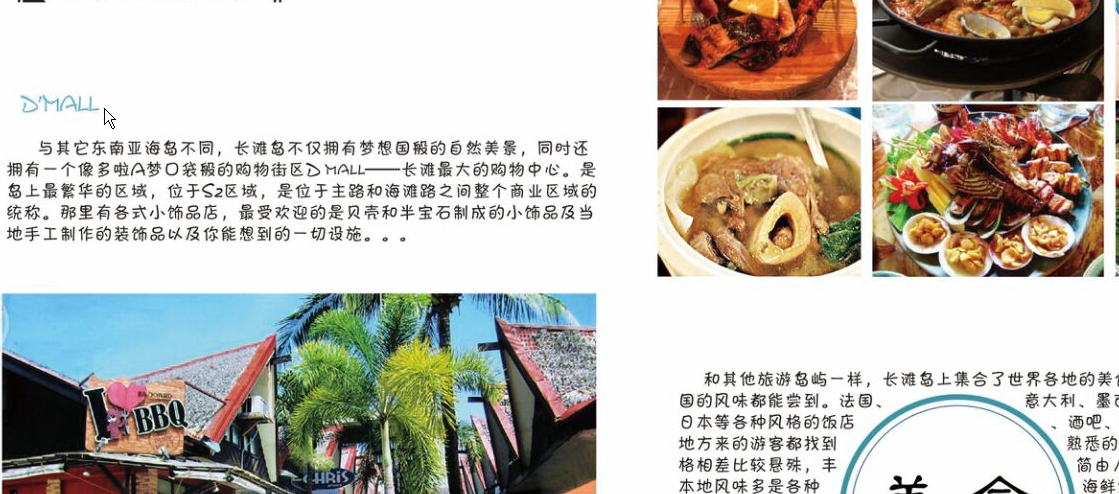 D'MALL
与其它东南亚海岛不同，长滩岛不仅拥有梦想国般的自然美景，同时还
拥有一个像多啦A梦口袋般的购物街区D'MALL——长滩最大的购物中心。是
岛上最繁华的区域，位于S2区域，是位于主路和海滩路之间整个商业区域的
统称。那里有各式小饰品店，最受欢迎的是贝壳和半宝石制成的小饰品及当
地手工制作的装饰品以及你能想到的一切设施。。。
I BBQ
CHRIS
和其他旅游岛屿一样，长滩岛上集合了世界各地的美
国的风味都能尝到。法国、
意大利、墨
日本等各种风格的饭店
、酒吧、
地方来的游客都找到
熟悉的
格相差比较悬殊，丰
简由
本地风味多是各种
海鲜
美食